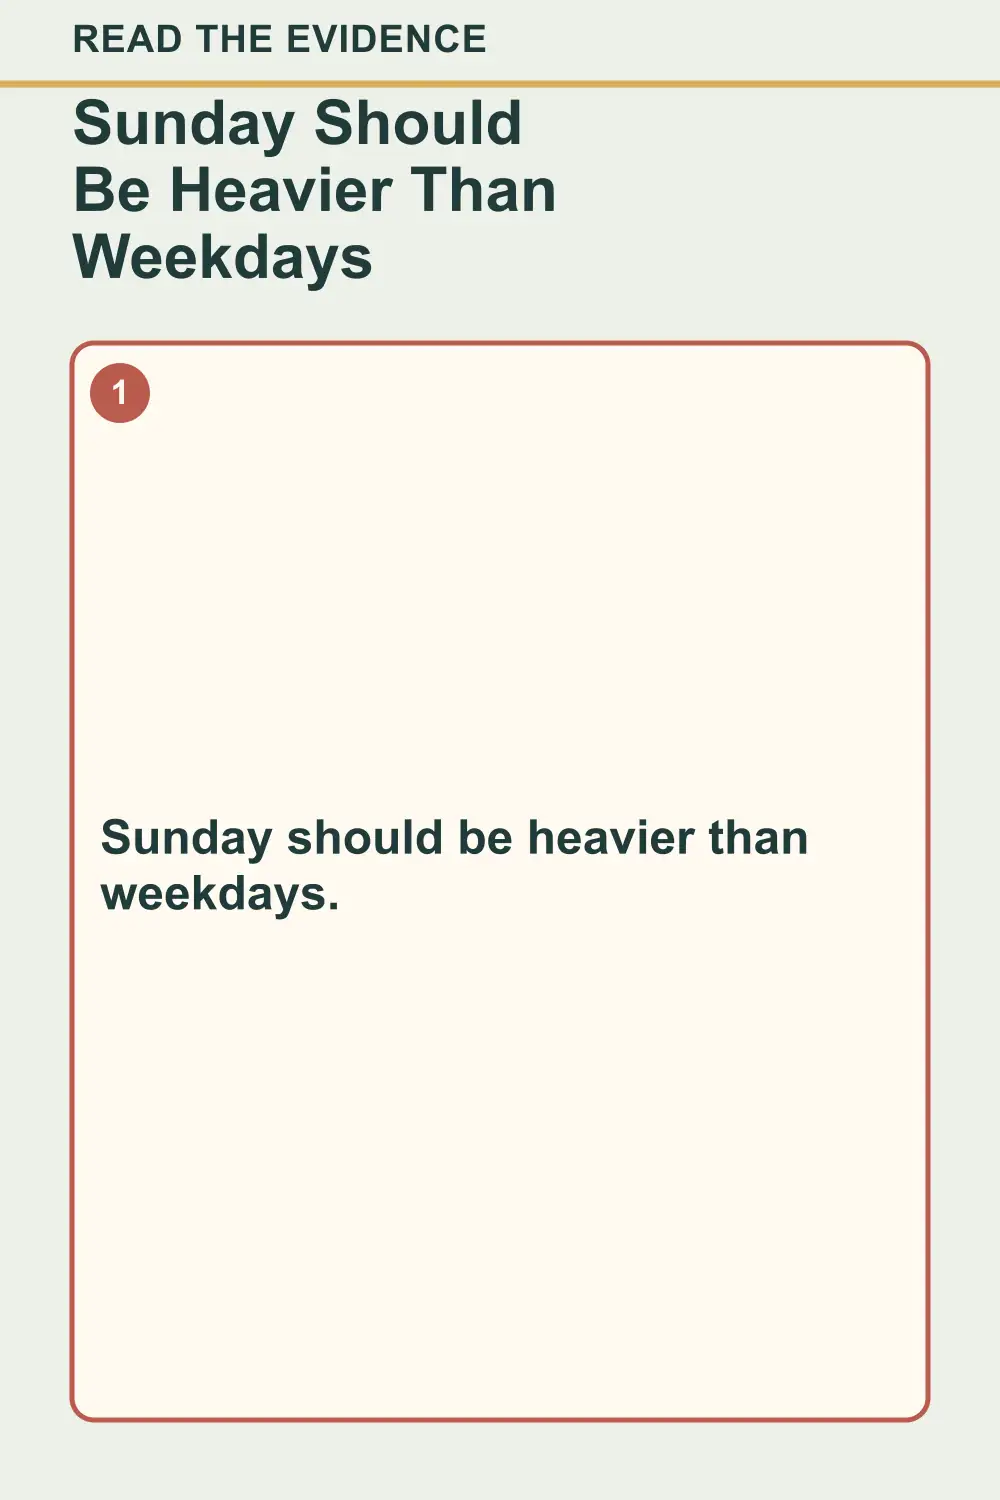 READ THE EVIDENCE
Sunday Should
Be Heavier Than
Weekdays
1
Sunday should be heavier than
weekdays.